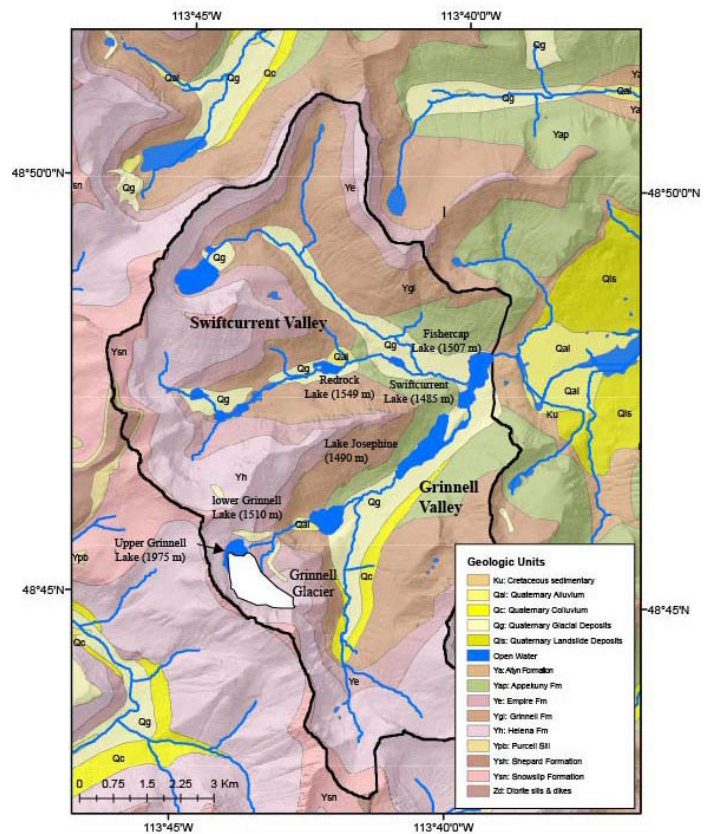 113°45'W
113°40'W
Qg
Qal
Qg
Qc
Qal
Qg
Ya
Ya
Yap
48°50'0"N
48°50'0"N
Ysn
Qg
Ye
Qg
Ygl
Qls
Swiftcurrent Valley
Fishercap
Lake (1507 m)
Ysn
Qal
Qg
Qal
Qg
Redrock
Lake (1549 m)
Swiftcurrent
Lake (1485 m)
Qal
Qg
Ku
Qls
Lake Josephine
(1490 m)
Yh
Grinnell
Valley
lower Grinnell
Lake (1510 m)
Qg
Qal
Upper Grinnell
Lake (1975 m)
Ypb
Grinnell
Glacier
Qc
48°45'N
48°45'N
Qc
Ye
Qg
Qc
Ysn
0 0.75 1.5 2.25 3 Km
Geologic Units
Ku: Cretaceous sedimentary
Qal: Quaternary Alluvium
Qc: Quaternary Colluvium
Qg: Quaternary Glacial Deposits
Qls: Quaternary Landslide Deposits
Open Water
Ya: Altyn Formation
Yap: Appekuny Fm
Ye: Empire Fm
Ygl: Grinnell Fm
Yh: Helena Fm
Ypb: Purcell Sill
Ysh: Shepard Formation
Ysn: Snowslip Formation
Zd: Diorite sills & dikes
113°45'W
113°40'0"W